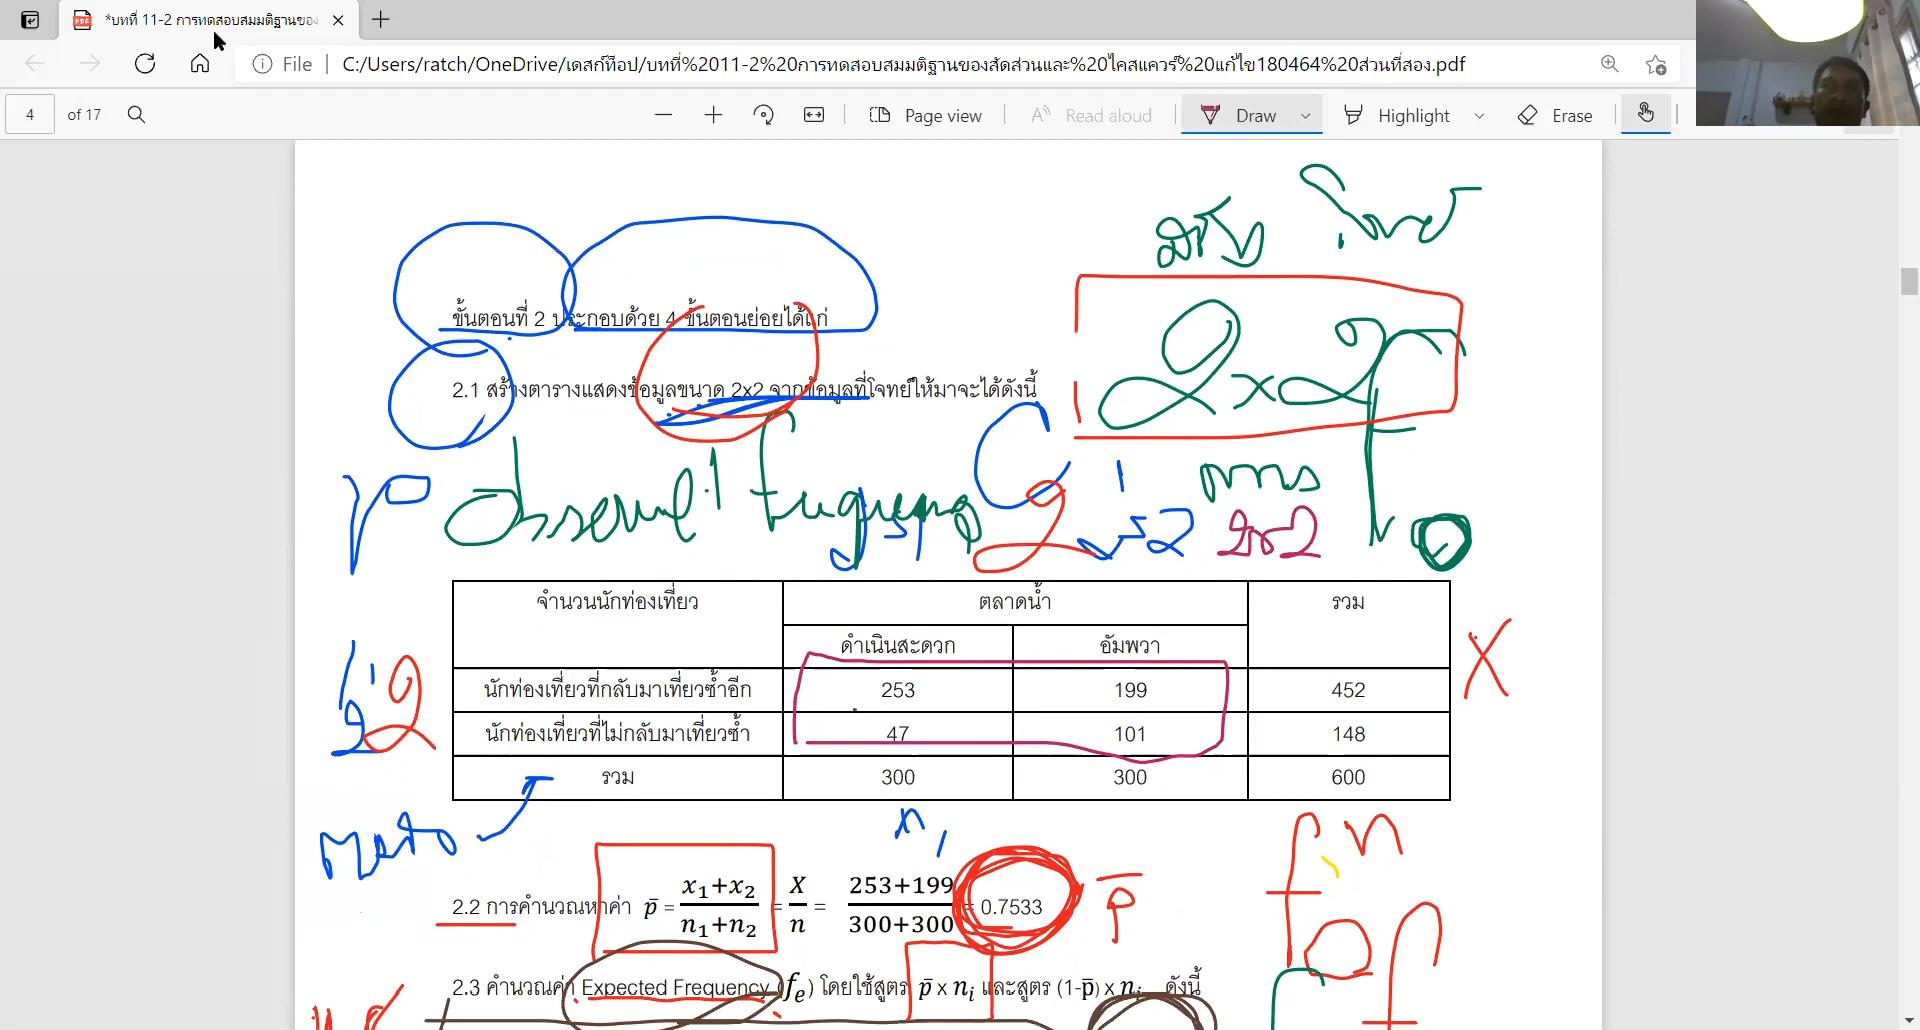 *บทที่ 11-2 การทดสอบสมมติฐานของ
File
C:/Users/ratch/OneDrive/เดสก์ท็อป/บทที่%2011-2%20การทดสอบสมมติฐานของสัดส่วนและ%20ไคสแควร์%20แก้ไข180464%20ส่วนที่สอง.pdf
4 of 17 Page view Read aloud Draw Highlight Erase
ขั้นตอนที่ 2 ประกอบด้วย 4 ขั้นตอนย่อยได้แก่
2x2
2.1 สร้างตารางแสดงข้อมูลขนาด 2x2 จากข้อมูลที่โจทย์ให้มาจะได้ดังนี้
จำนวนนักท่องเที่ยว ตลาดน้ำ รวม
ดำเนินสะดวก อัมพวา
นักท่องเที่ยวที่กลับมาเที่ยวซ้ำอีก 253 199 452
นักท่องเที่ยวที่ไม่กลับมาเที่ยวซ้ำ 47 101 148
รวม 300 300 600
X
n
2.2 การคำนวณหาค่า p̄ = x₁+x₂ / n₁+n₂ = X / n = 253+199 / 300+300 = 0.7533
p̄
2.3 คำนวณค่า Expected Frequency (fₑ) โดยใช้สูตร p̄ x nᵢ และสูตร (1-p̄) x nᵢ ดังนี้